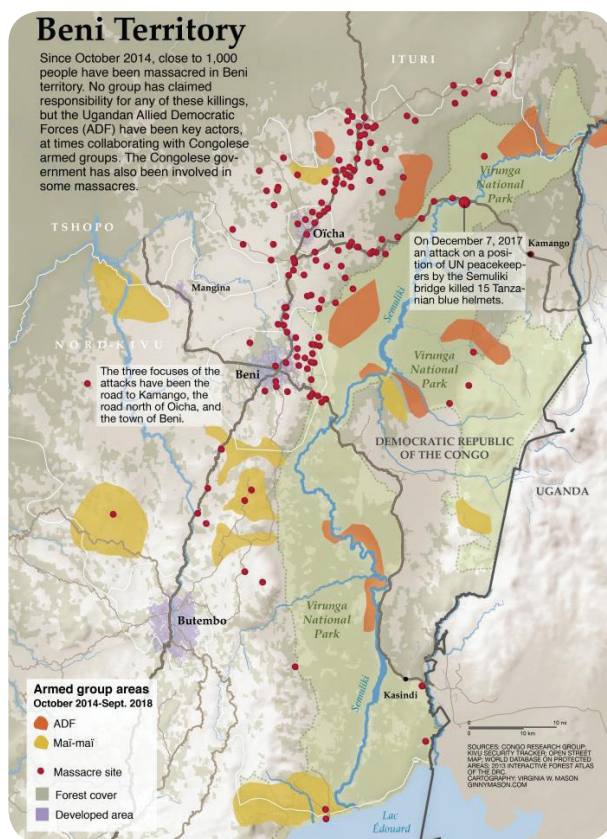 Beni Territory
Since October 2014, close to 1,000
people have been massacred in Beni
territory. No group has claimed
responsibility for any of these killings,
but the Ugandan Allied Democratic
Forces (ADF) have been key actors,
at times collaborating with Congolese
armed groups. The Congolese gov-
ernment has also been involved in
some massacres.
ITURI
Virunga
National
Park
TSHOPO
Oïcha
On December 7, 2017
an attack on a posi-
tion of UN peacekeep-
ers by the Semuliki
bridge killed 15 Tanza-
nian blue helmets.
Kamango
Mangina
Semuliki
NORD-KIVU
The three focuses of the
attacks have been the
road to Kamango, the
road north of Oicha, and
the town of Beni.
Beni
Virunga
National
Park
DEMOCRATIC REPUBLIC
OF THE CONGO
UGANDA
Butembo
Virunga
National
Park
Semuliki
Kasindi
Armed group areas
October 2014-Sept. 2018
ADF
Maï-maï
Massacre site
Forest cover
Developed area
0 10 mi
0 10 km
SOURCES: CONGO RESEARCH GROUP;
KIVU SECURITY TRACKER; OPEN STREET
MAP; WORLD DATABASE ON PROTECTED
AREAS; 2013 INTERACTIVE FOREST ATLAS
OF THE DRC.
CARTOGRAPHY: VIRGINIA W. MASON
GINNYMASON.COM
Lac
Édouard